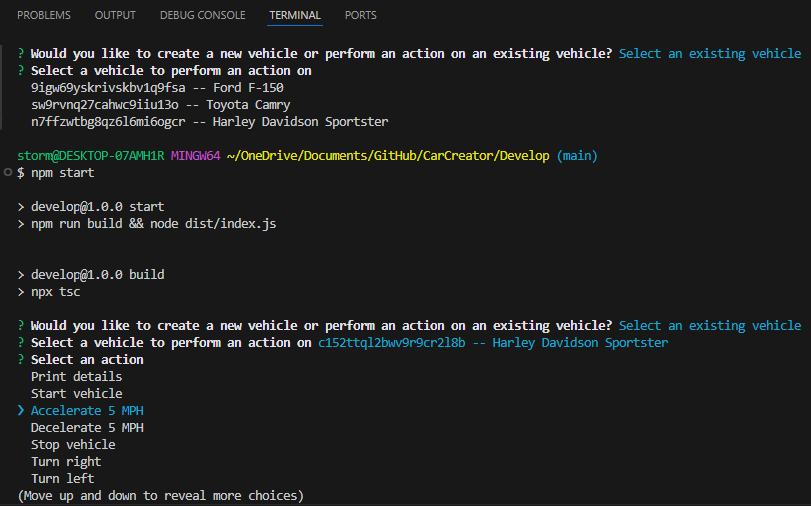 PROBLEMS OUTPUT DEBUG CONSOLE TERMINAL PORTS
? Would you like to create a new vehicle or perform an action on an existing vehicle? Select an existing vehicle
? Select a vehicle to perform an action on
9igw69yskrivskbv1q9fsa -- Ford F-150
sw9rvnq27cahwc9iiu13o -- Toyota Camry
n7ffzwtbg8qz6l6mi6ogcr -- Harley Davidson Sportster
storm@DESKTOP-07AMH1R MINGW64 ~/OneDrive/Documents/GitHub/CarCreator/Develop (main)
$ npm start
> develop@1.0.0 start
> npm run build && node dist/index.js
> develop@1.0.0 build
> npx tsc
? Would you like to create a new vehicle or perform an action on an existing vehicle? Select an existing vehicle
? Select a vehicle to perform an action on c152ttql2bwv9r9cr2l8b -- Harley Davidson Sportster
? Select an action
Print details
Start vehicle
❯ Accelerate 5 MPH
Decelerate 5 MPH
Stop vehicle
Turn right
Turn left
(Move up and down to reveal more choices)